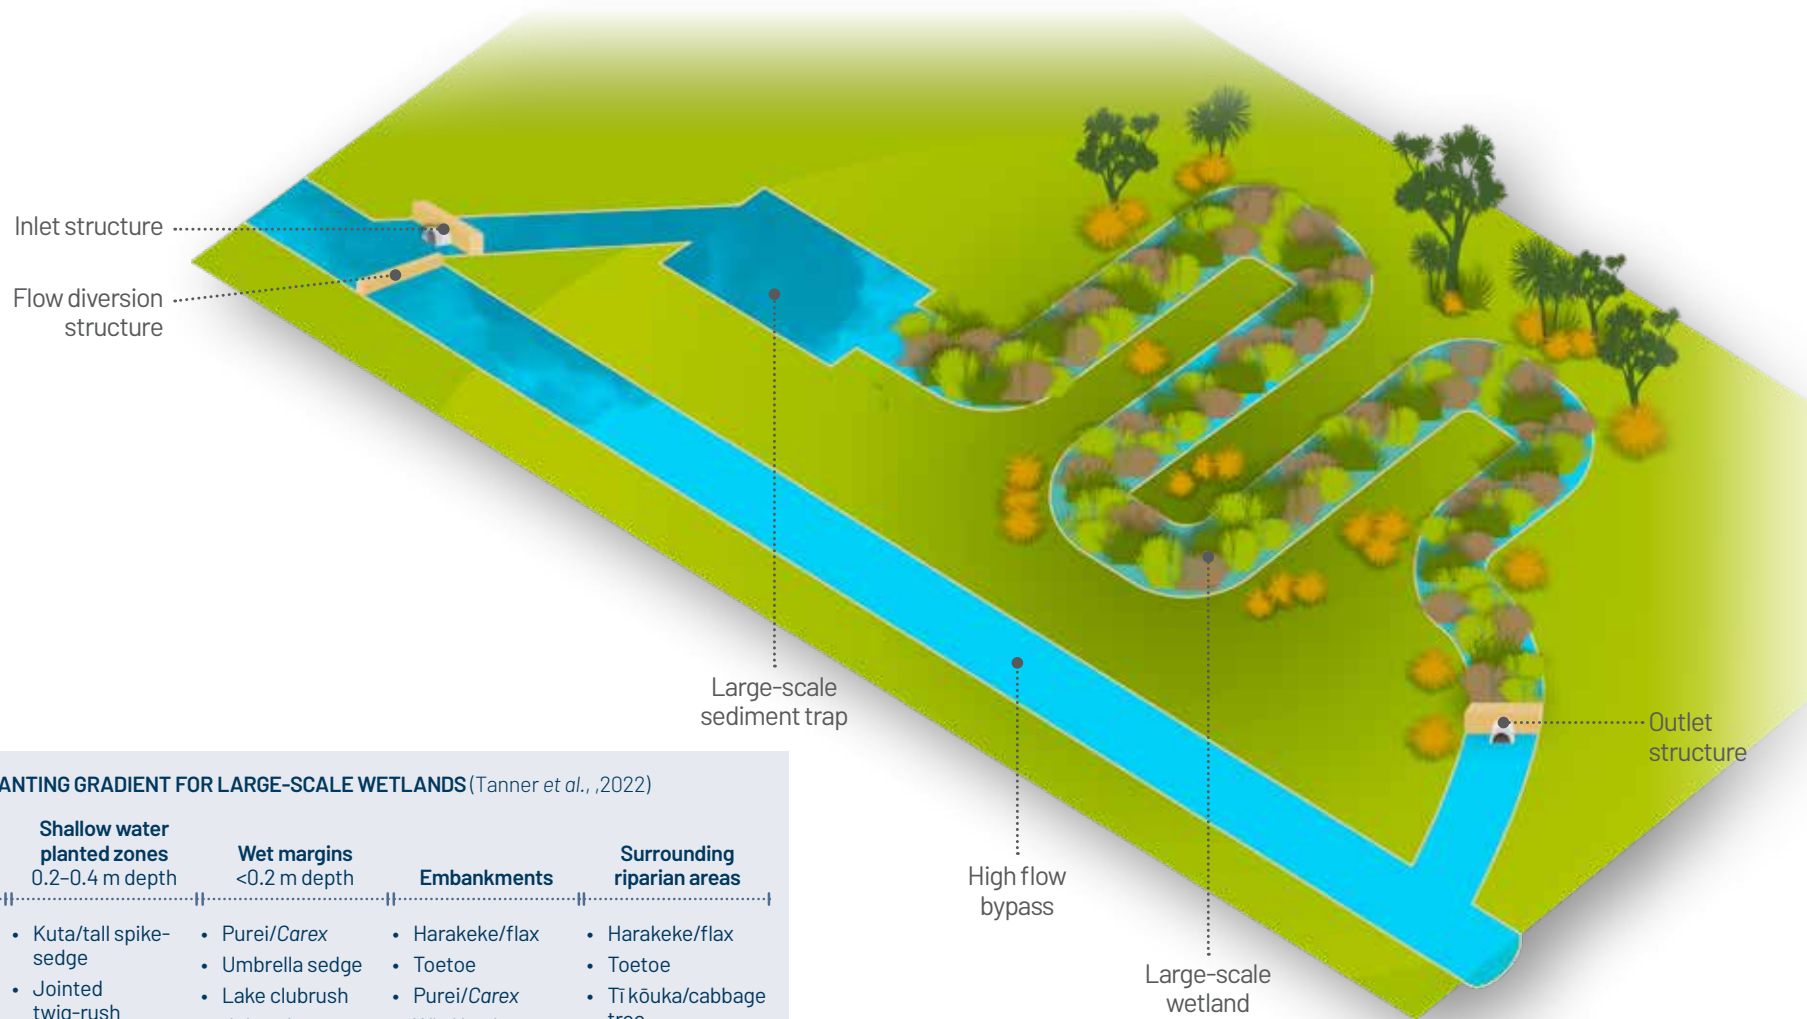 Inlet structure
Flow diversion
structure
Large-scale
sediment trap
High flow
bypass
Large-scale
wetland
Outlet
structure
ANTING GRADIENT FOR LARGE-SCALE WETLANDS (Tanner et al., ,2022)
Shallow water
planted zones
0.2–0.4 m depth
• Kuta/tall spike-
sedge
• Jointed
twig-rush
Wet margins
<0.2 m depth
• Purei/Carex
• Umbrella sedge
• Lake clubrush
Embankments
• Harakeke/flax
• Toetoe
• Purei/Carex
Surrounding
riparian areas
• Harakeke/flax
• Toetoe
• Tī kōuka/cabbage
tree